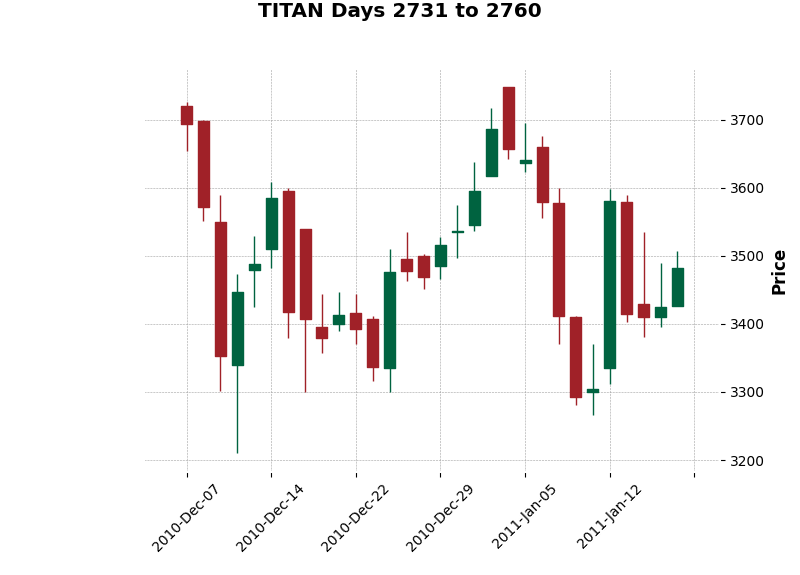 TITAN Days 2731 to 2760
3700
3600
3500
3400
3300
3200
Price
2010-Dec-07
2010-Dec-14
2010-Dec-22
2010-Dec-29
2011-Jan-05
2011-Jan-12